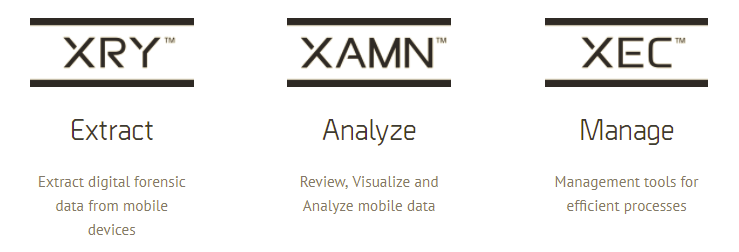 XRY™ XAMN™ XEC™
Extract Analyze Manage
Extract digital forensic Review, Visualize and Management tools for
data from mobile Analyze mobile data efficient processes
devices